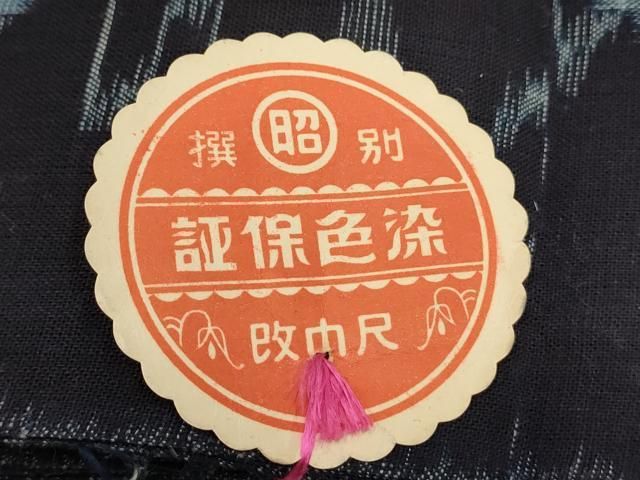 別 昭 撰
染色保証
尺巾改